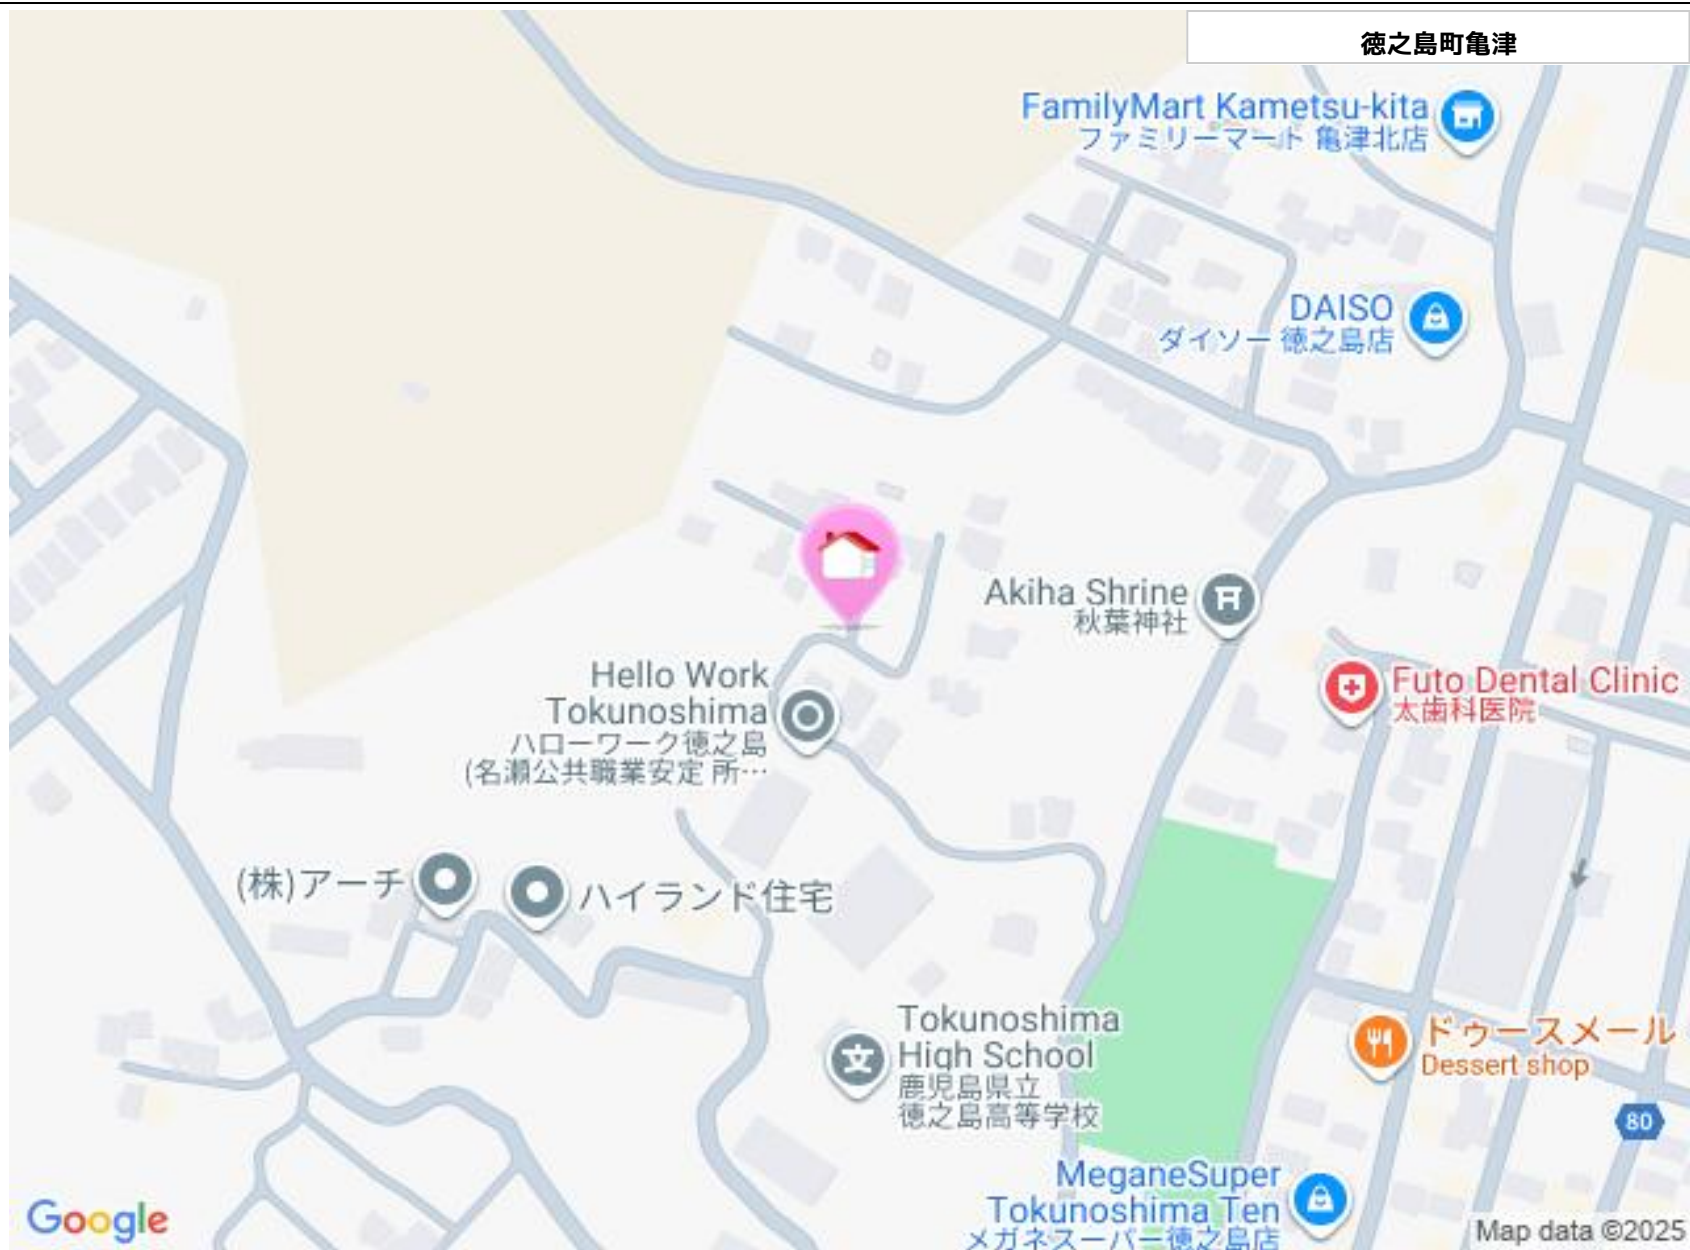 徳之島町亀津
FamilyMart Kametsu-kita
ファミリーマート 亀津北店
DAISO
ダイソー 徳之島店
Akiha Shrine
秋葉神社
Hello Work
Tokunoshima
ハローワーク徳之島
(名瀬公共職業安定 所…
Futo Dental Clinic
太歯科医院
(株)アーチ
ハイランド住宅
Tokunoshima
High School
鹿児島県立
徳之島高等学校
ドゥースメール
Dessert shop
80
MeganeSuper
Tokunoshima Ten
メガネスーパー徳之島店
Google
Map data ©2025